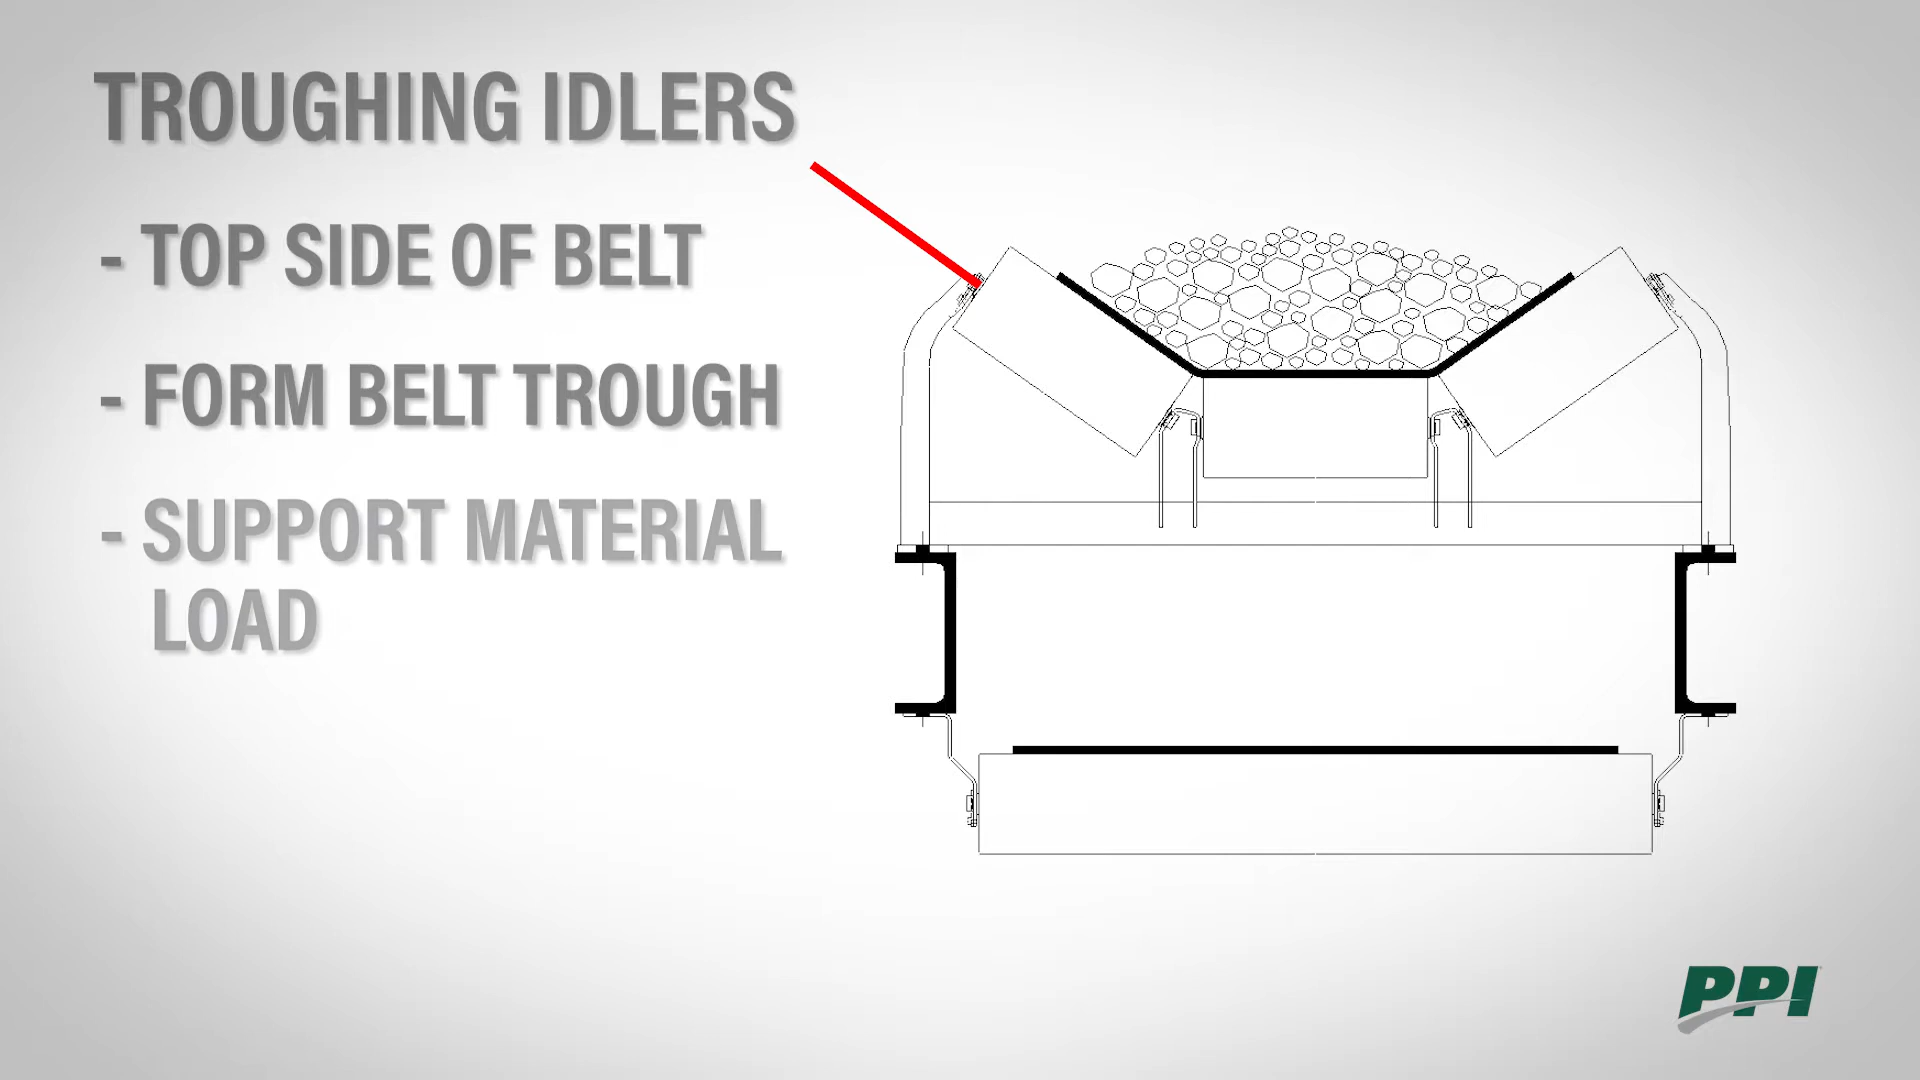 TROUGHING IDLERS
- TOP SIDE OF BELT
- FORM BELT TROUGH
- SUPPORT MATERIAL
LOAD
PPI